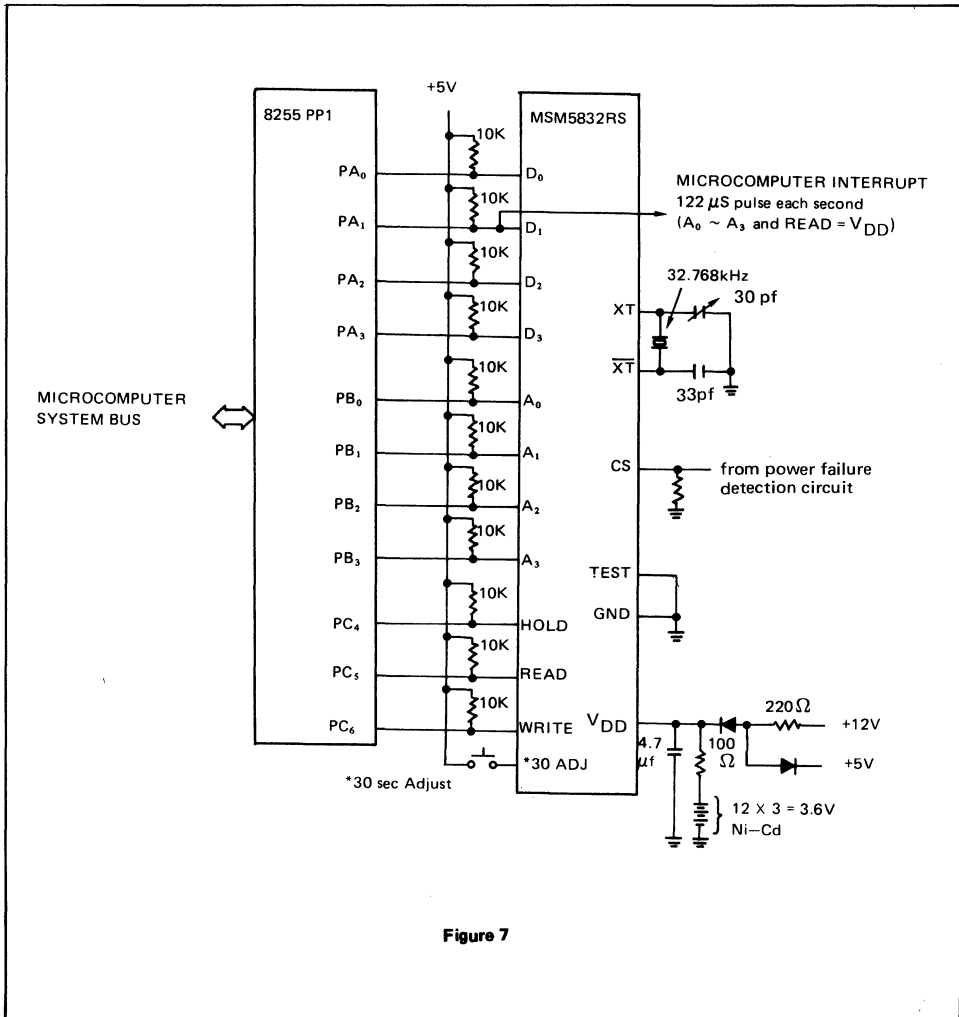 +5V
8255 PP1
MSM5832RS
10K
PA0
D0
MICROCOMPUTER INTERRUPT
122 µS pulse each second
(A0 ~ A3 and READ = VDD)
10K
PA1
D1
10K
PA2
D2
32.768kHz
30 pf
10K
PA3
D3
XT
XT
33pf
MICROCOMPUTER
SYSTEM BUS
10K
PB0
A0
10K
PB1
A1
CS
from power failure
detection circuit
10K
PB2
A2
10K
PB3
A3
TEST
GND
10K
PC4
HOLD
10K
PC5
READ
10K
PC6
WRITE
VDD
220Ω
+12V
4.7
µf
100
Ω
+5V
*30 sec Adjust
*30 ADJ
12 X 3 = 3.6V
Ni–Cd
Figure 7